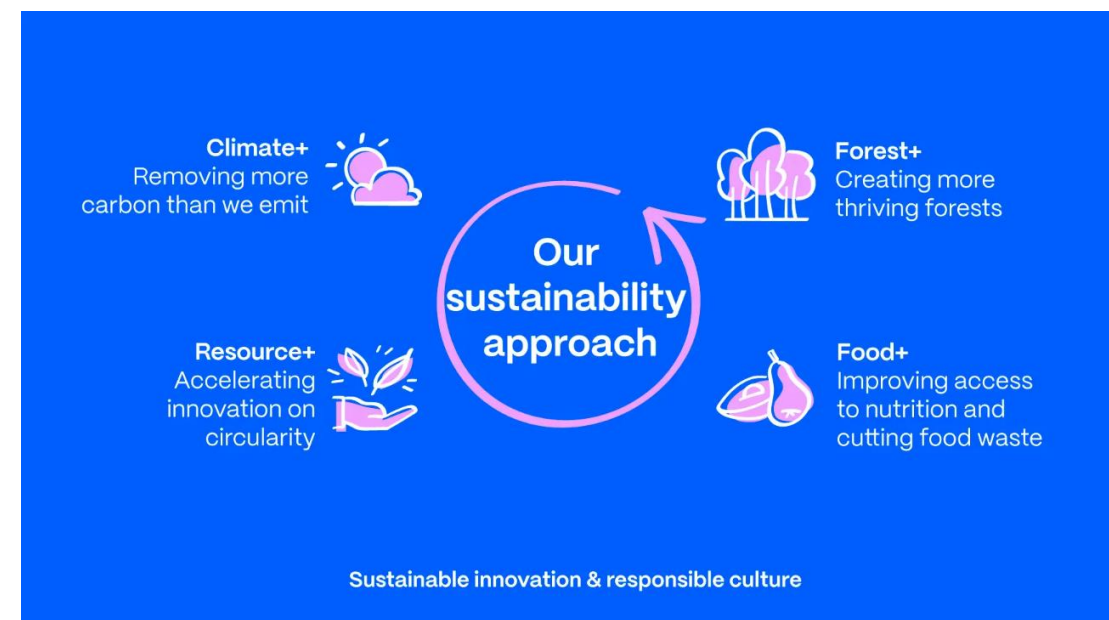 Climate+
Removing more
carbon than we emit
Forest+
Creating more
thriving forests
Our
sustainability
approach
Resource+
Accelerating
innovation on
circularity
Food+
Improving access
to nutrition and
cutting food waste
Sustainable innovation & responsible culture